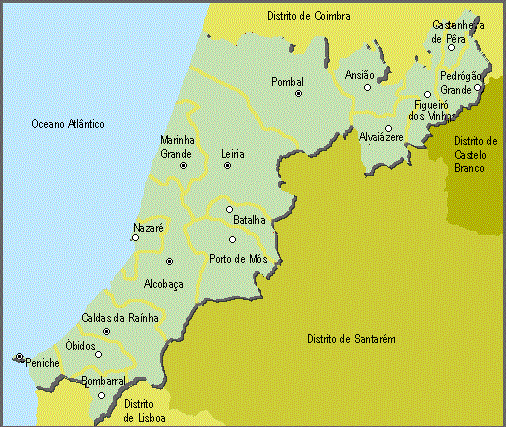 Distrito de Coimbra
Castanheira
de Pêra
Ansião
Pombal
Pedrógão
Grande
Figueiró
dos Vinhos
Oceano Atlântico
Alvaiázere
Distrito de
Castelo
Branco
Marinha
Grande
Leiria
Batalha
Nazaré
Porto de Mós
Alcobaça
Caldas da Raínha
Distrito de Santarém
Óbidos
Peniche
Bombarral
Distrito
de Lisboa